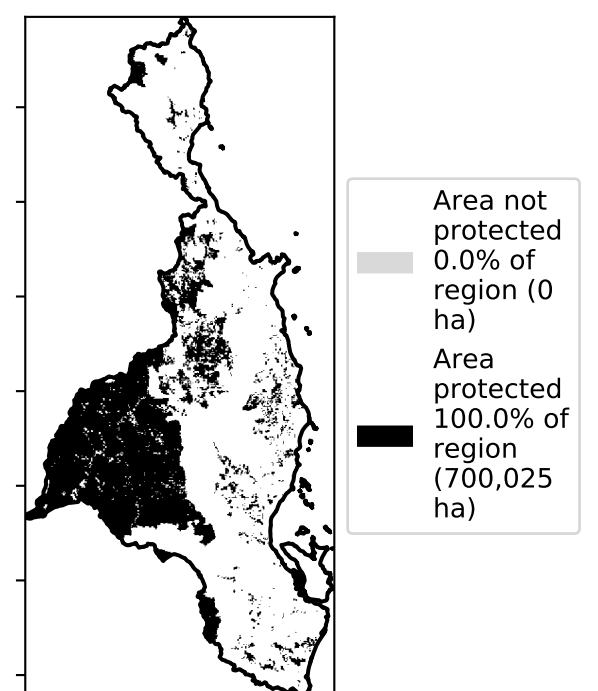 Area not
protected
0.0% of
region (0
ha)
Area
protected
100.0% of
region
(700,025
ha)